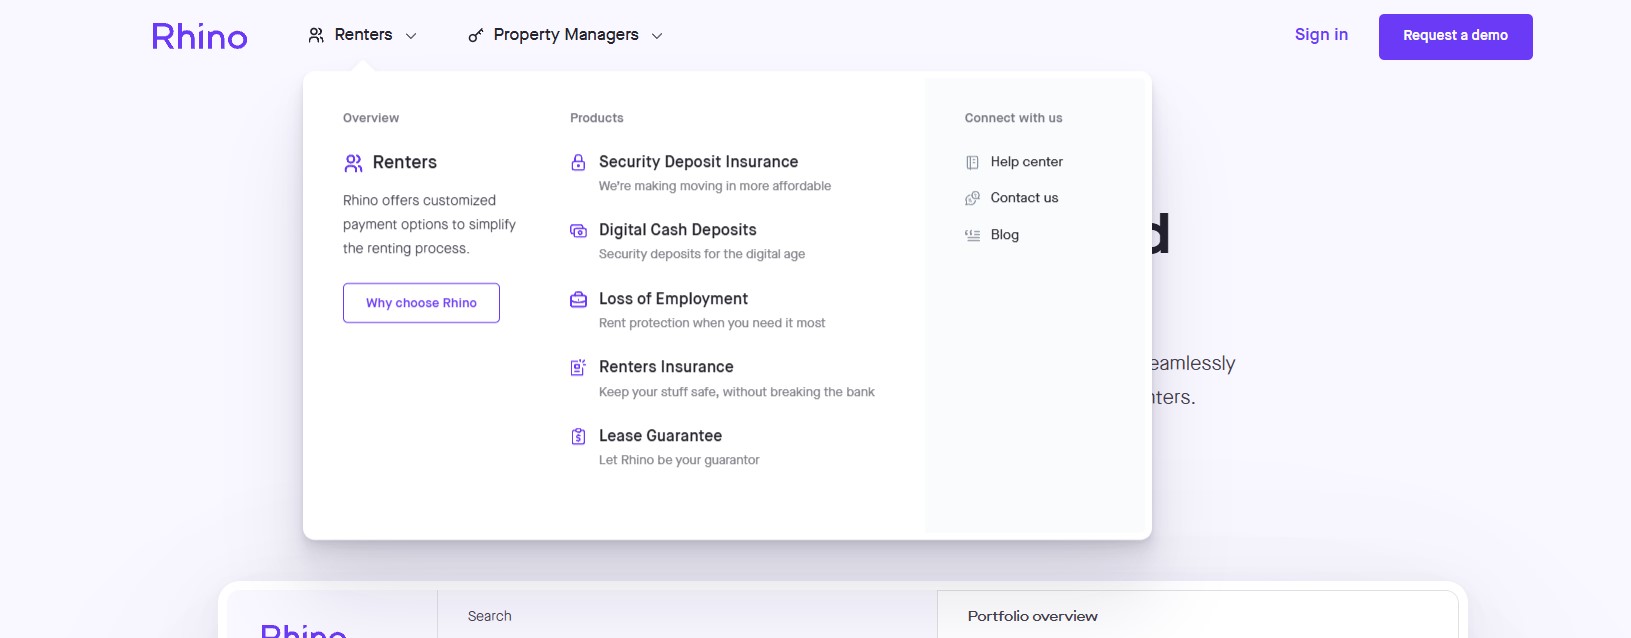 Rhino
Renters
Property Managers
Sign in
Request a demo
Overview
Renters
Rhino offers customized
payment options to simplify
the renting process.
Why choose Rhino
Products
Security Deposit Insurance
We're making moving in more affordable
Digital Cash Deposits
Security deposits for the digital age
Loss of Employment
Rent protection when you need it most
Renters Insurance
Keep your stuff safe, without breaking the bank
Lease Guarantee
Let Rhino be your guarantor
Connect with us
Help center
Contact us
Blog
Rhino
Search
Portfolio overview